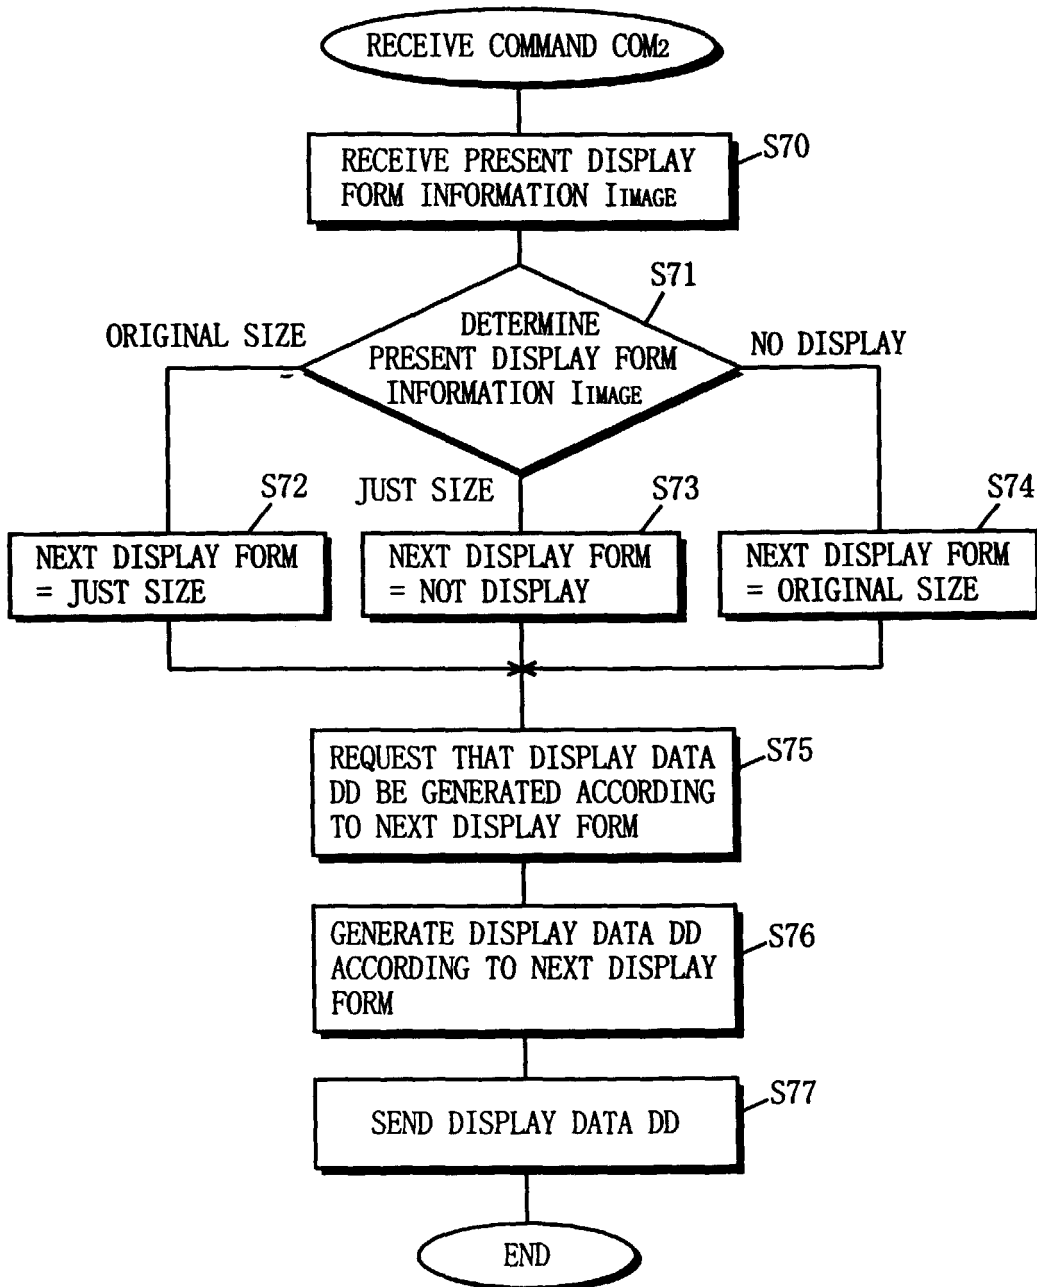 RECEIVE COMMAND COM2
S70
RECEIVE PRESENT DISPLAY
FORM INFORMATION IIMAGE
S71
ORIGINAL SIZE
DETERMINE
PRESENT DISPLAY FORM
INFORMATION IIMAGE
NO DISPLAY
JUST SIZE
S72
NEXT DISPLAY FORM
= JUST SIZE
S73
NEXT DISPLAY FORM
= NOT DISPLAY
S74
NEXT DISPLAY FORM
= ORIGINAL SIZE
S75
REQUEST THAT DISPLAY DATA
DD BE GENERATED ACCORDING
TO NEXT DISPLAY FORM
S76
GENERATE DISPLAY DATA DD
ACCORDING TO NEXT DISPLAY
FORM
S77
SEND DISPLAY DATA DD
END